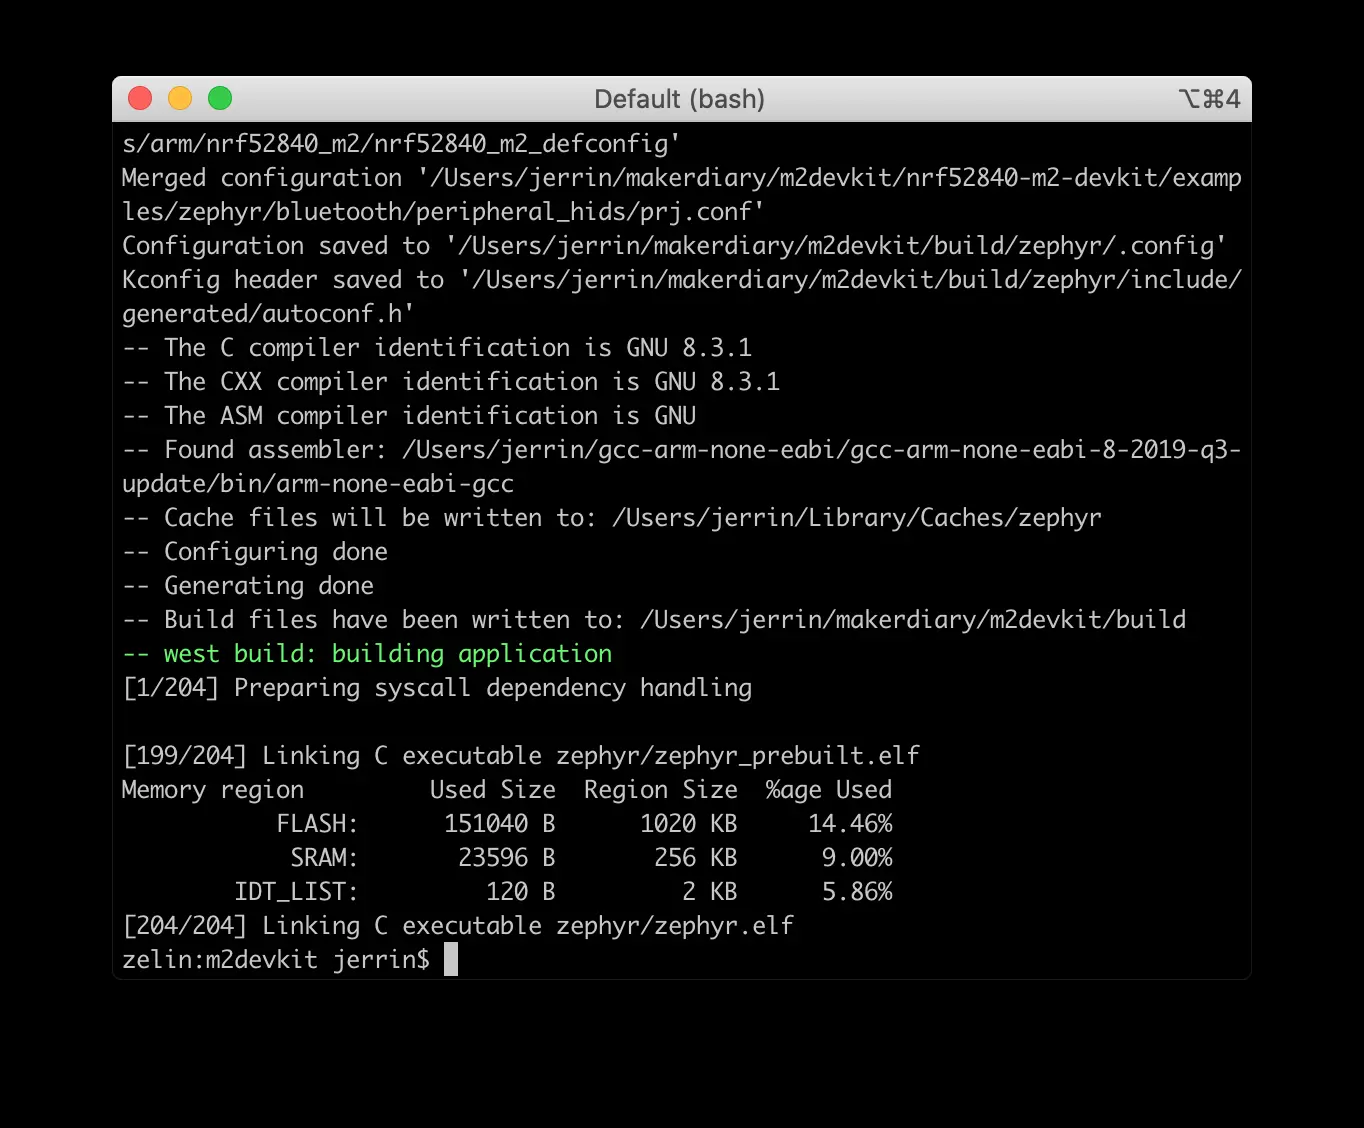 Default (bash) ⌥⌘4
s/arm/nrf52840_m2/nrf52840_m2_defconfig'
Merged configuration '/Users/jerrin/makerdiary/m2devkit/nrf52840-m2-devkit/examp
les/zephyr/bluetooth/peripheral_hids/prj.conf'
Configuration saved to '/Users/jerrin/makerdiary/m2devkit/build/zephyr/.config'
Kconfig header saved to '/Users/jerrin/makerdiary/m2devkit/build/zephyr/include/
generated/autoconf.h'
-- The C compiler identification is GNU 8.3.1
-- The CXX compiler identification is GNU 8.3.1
-- The ASM compiler identification is GNU
-- Found assembler: /Users/jerrin/gcc-arm-none-eabi/gcc-arm-none-eabi-8-2019-q3-
update/bin/arm-none-eabi-gcc
-- Cache files will be written to: /Users/jerrin/Library/Caches/zephyr
-- Configuring done
-- Generating done
-- Build files have been written to: /Users/jerrin/makerdiary/m2devkit/build
-- west build: building application
[1/204] Preparing syscall dependency handling

[199/204] Linking C executable zephyr/zephyr_prebuilt.elf
Memory region         Used Size  Region Size  %age Used
           FLASH:      151040 B      1020 KB     14.46%
            SRAM:       23596 B       256 KB      9.00%
        IDT_LIST:         120 B         2 KB      5.86%
[204/204] Linking C executable zephyr/zephyr.elf
zelin:m2devkit jerrin$